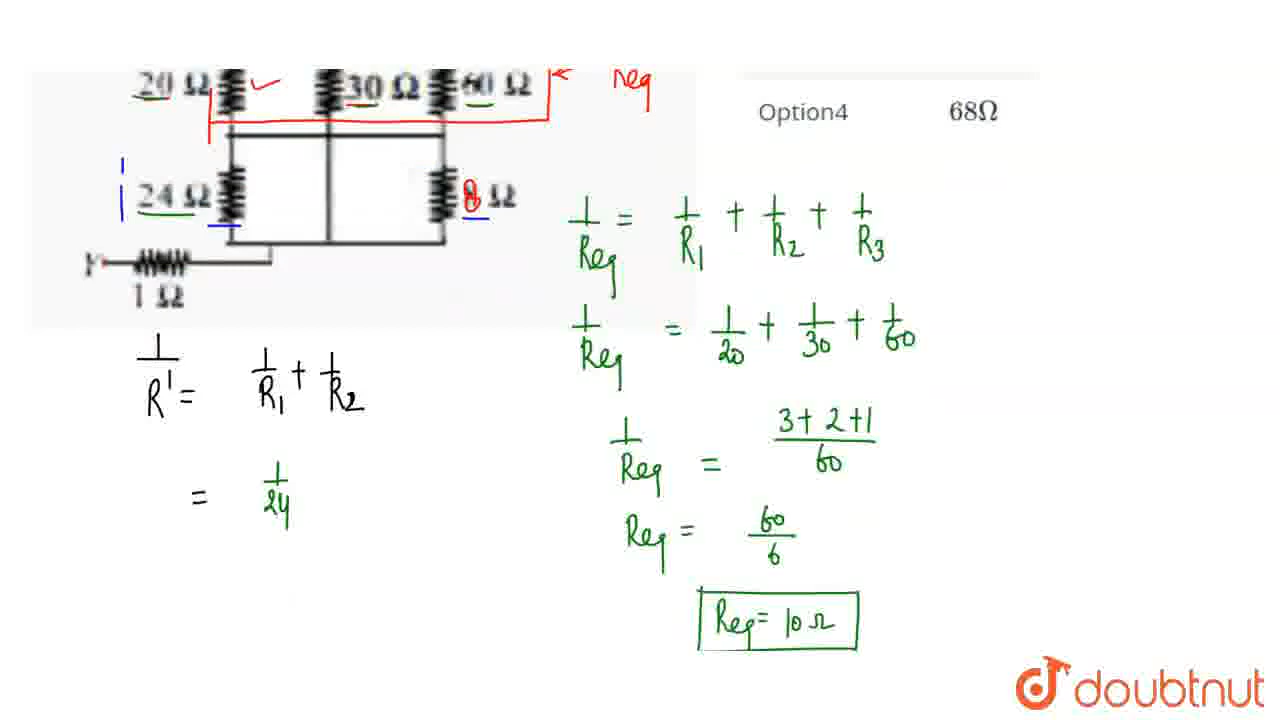 20 Ω 30 Ω 60 Ω Req
Option4 68Ω
24 Ω 8 Ω
1 Ω
1/Req = 1/R1 + 1/R2 + 1/R3
1/Req = 1/20 + 1/30 + 1/60
1/R' = 1/R1 + 1/R2
1/Req = 3+2+1/60
= 1/24
Req = 60/6
Req = 10Ω
doubtnut